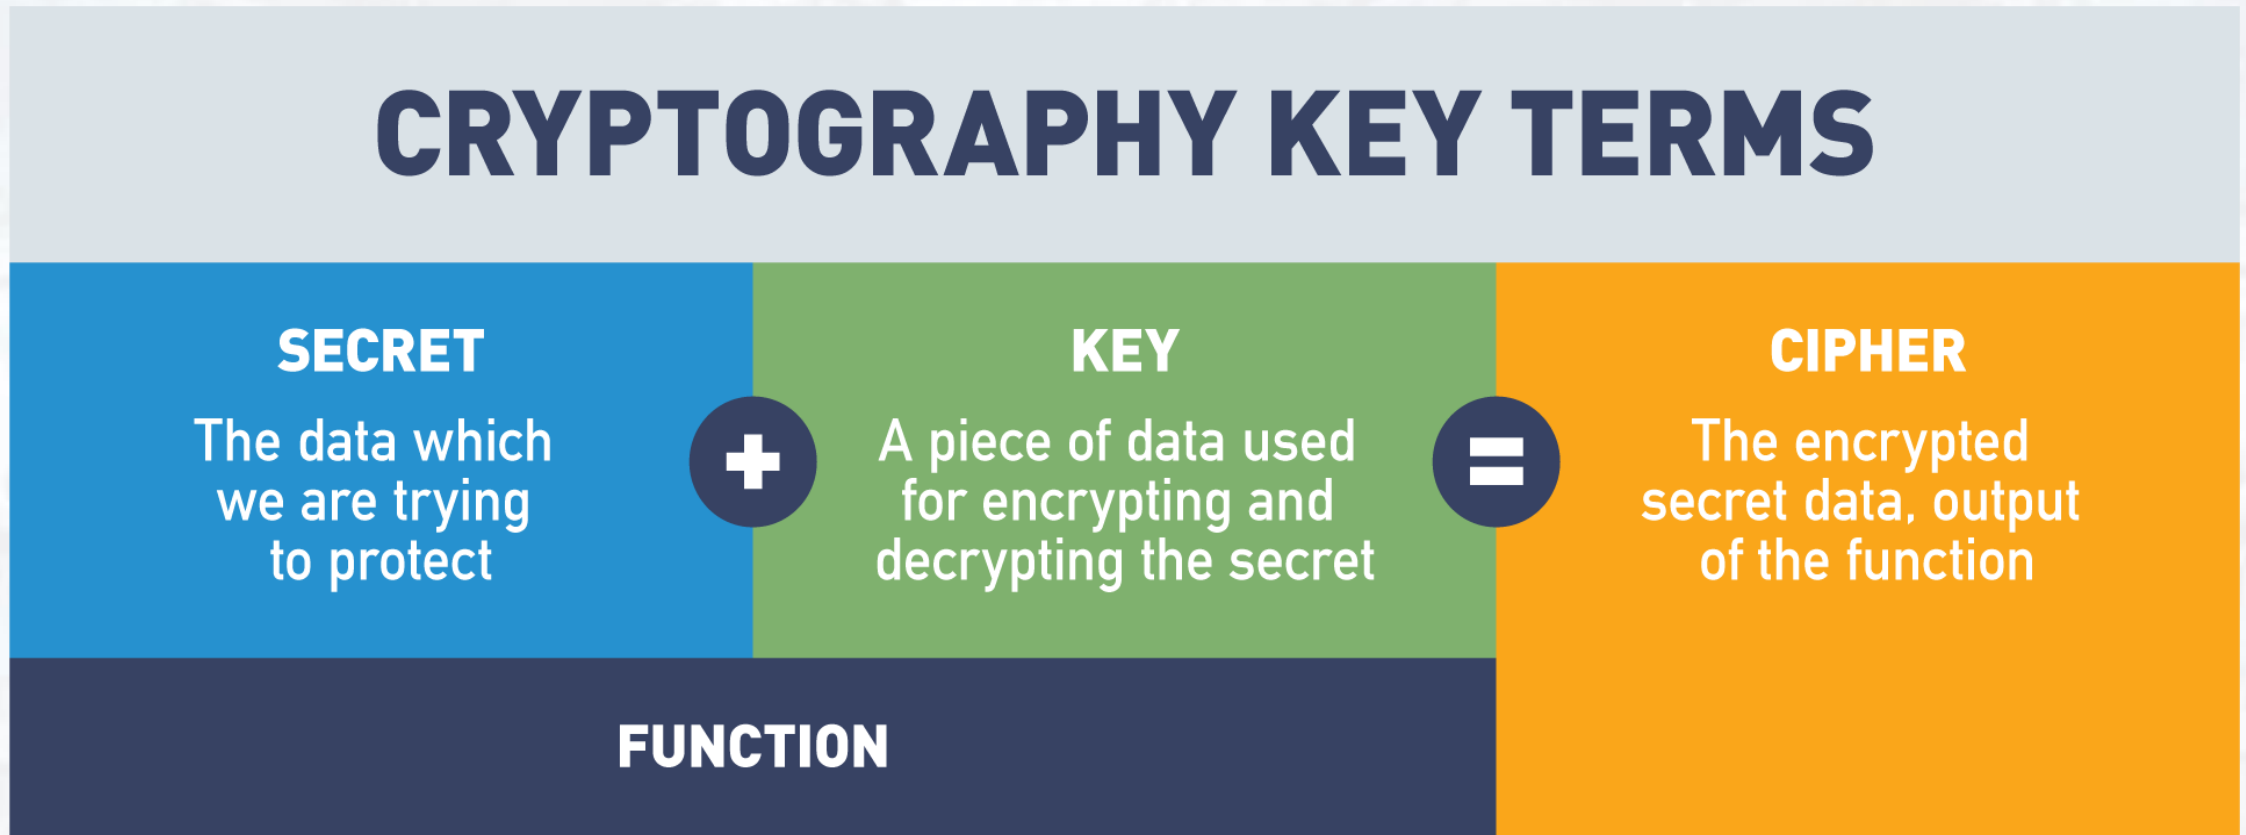 CRYPTOGRAPHY KEY TERMS
SECRET
The data which
we are trying
to protect
+
KEY
A piece of data used
for encrypting and
decrypting the secret
=
CIPHER
The encrypted
secret data, output
of the function
FUNCTION